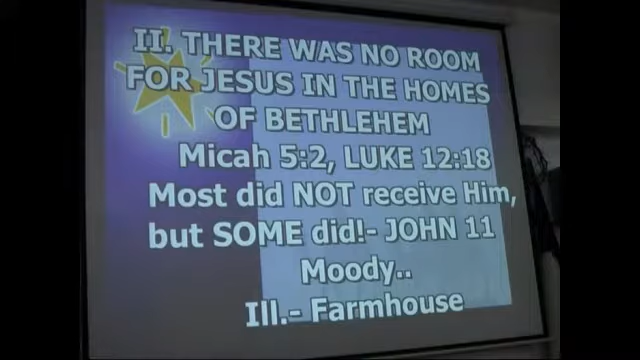 II. THERE WAS NO ROOM
FOR JESUS IN THE HOMES
OF BETHLEHEM
Micah 5:2, LUKE 12:18
Most did NOT receive Him,
but SOME did!- JOHN 11
Moody..
Ill.- Farmhouse